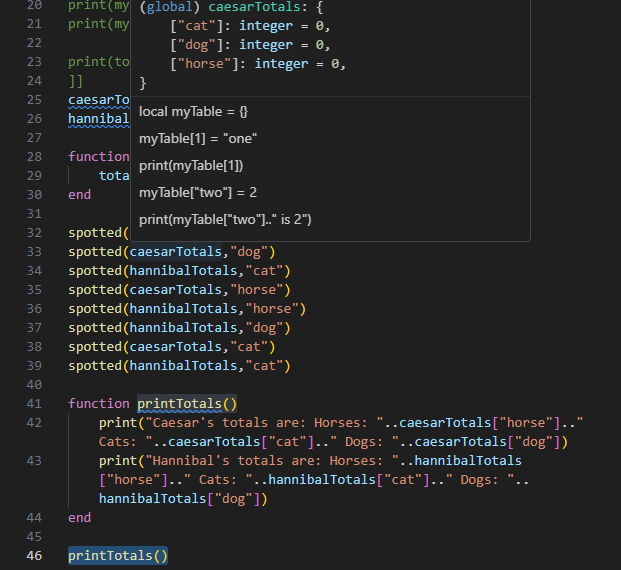 20 print(my
(global) caesarTotals: {
21 print(my
["cat"]: integer = 0,
22
["dog"]: integer = 0,
23 print(to
["horse"]: integer = 0,
24 ]]
}
25 caesarTo
local myTable = {}
26 hannibal
myTable[1] = "one"
27
28 function
print(myTable[1])
29 tota
myTable["two"] = 2
30 end
print(myTable["two"].." is 2")
31
32 spotted(
33 spotted(caesarTotals,"dog")
34 spotted(hannibalTotals,"cat")
35 spotted(caesarTotals,"horse")
36 spotted(hannibalTotals,"horse")
37 spotted(hannibalTotals,"dog")
38 spotted(caesarTotals,"cat")
39 spotted(hannibalTotals,"cat")
40
41 function printTotals()
42 print("Caesar's totals are: Horses: "..caesarTotals["horse"].."
Cats: "..caesarTotals["cat"].." Dogs: "..caesarTotals["dog"])
43 print("Hannibal's totals are: Horses: "..hannibalTotals
["horse"].." Cats: "..hannibalTotals["cat"].." Dogs: "..
hannibalTotals["dog"])
44 end
45
46 printTotals()